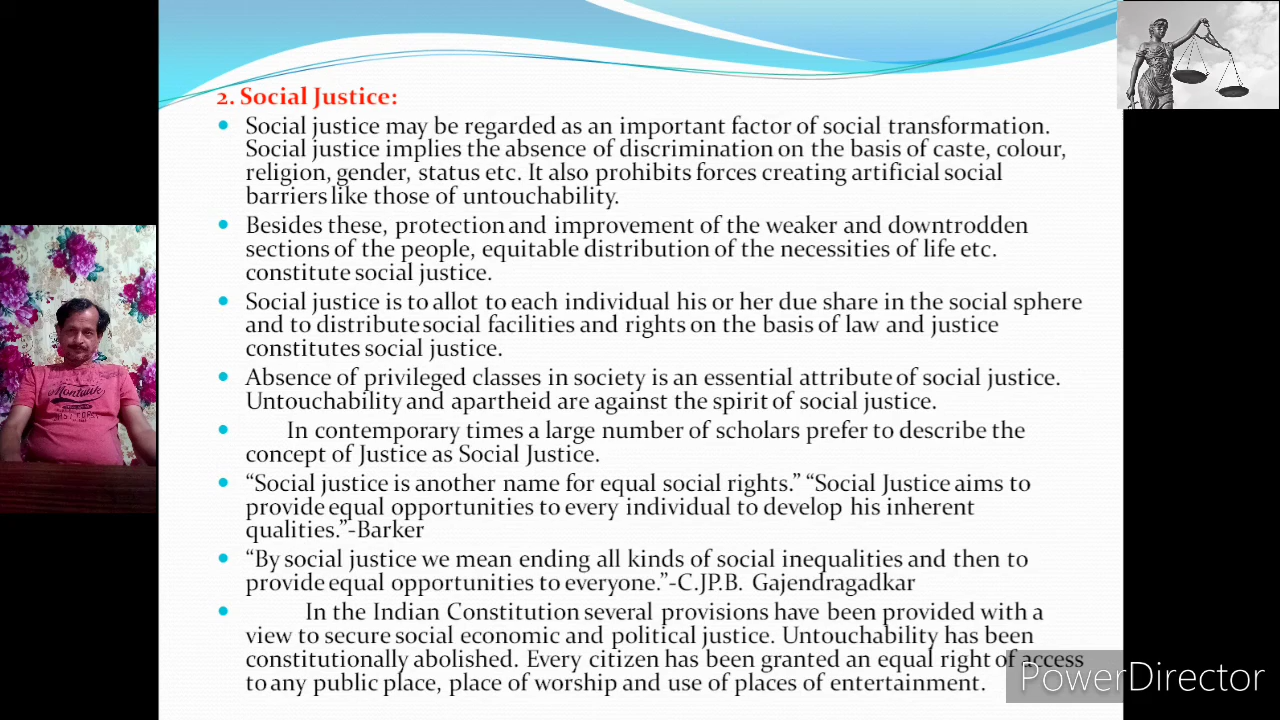 2. Social Justice:
Social justice may be regarded as an important factor of social transformation.
Social justice implies the absence of discrimination on the basis of caste, colour,
religion, gender, status etc. It also prohibits forces creating artificial social
barriers like those of untouchability.
Besides these, protection and improvement of the weaker and downtrodden
sections of the people, equitable distribution of the necessities of life etc.
constitute social justice.
Social justice is to allot to each individual his or her due share in the social sphere
and to distribute social facilities and rights on the basis of law and justice
constitutes social justice.
Absence of privileged classes in society is an essential attribute of social justice.
Untouchability and apartheid are against the spirit of social justice.
In contemporary times a large number of scholars prefer to describe the
concept of Justice as Social Justice.
“Social justice is another name for equal social rights.” “Social Justice aims to
provide equal opportunities to every individual to develop his inherent
qualities.”-Barker
“By social justice we mean ending all kinds of social inequalities and then to
provide equal opportunities to everyone.”-C.JP.B. Gajendragadkar
In the Indian Constitution several provisions have been provided with a
view to secure social economic and political justice. Untouchability has been
constitutionally abolished. Every citizen has been granted an equal right of access
to any public place, place of worship and use of places of entertainment.
PowerDirector